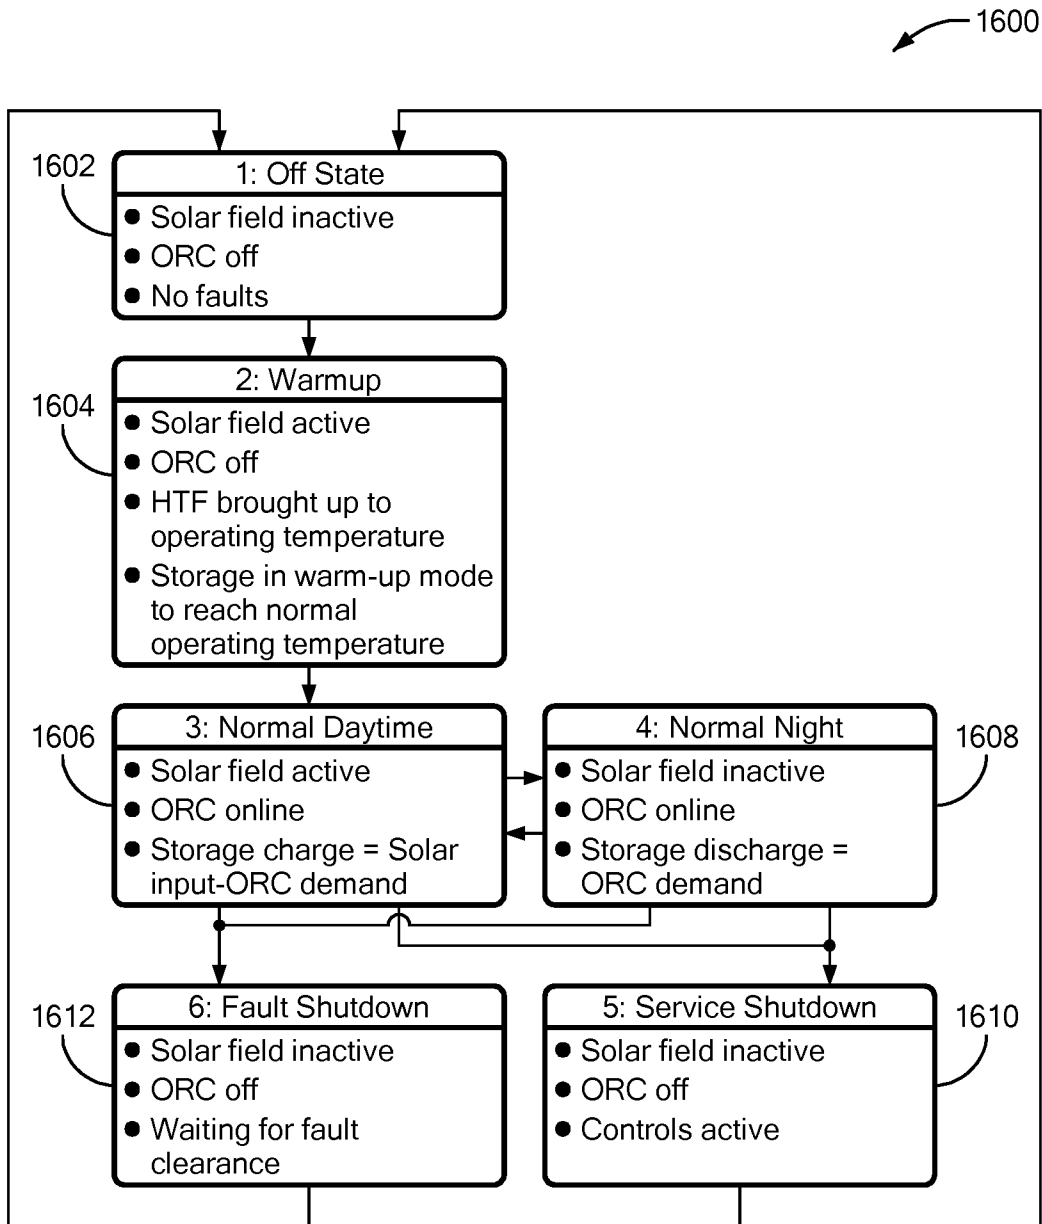 1600
1602
1: Off State
● Solar field inactive
● ORC off
● No faults
1604
2: Warmup
● Solar field active
● ORC off
● HTF brought up to
operating temperature
● Storage in warm-up mode
to reach normal
operating temperature
1606
3: Normal Daytime
● Solar field active
● ORC online
● Storage charge = Solar
input-ORC demand
4: Normal Night
1608
● Solar field inactive
● ORC online
● Storage discharge =
ORC demand
1612
6: Fault Shutdown
● Solar field inactive
● ORC off
● Waiting for fault
clearance
5: Service Shutdown
1610
● Solar field inactive
● ORC off
● Controls active